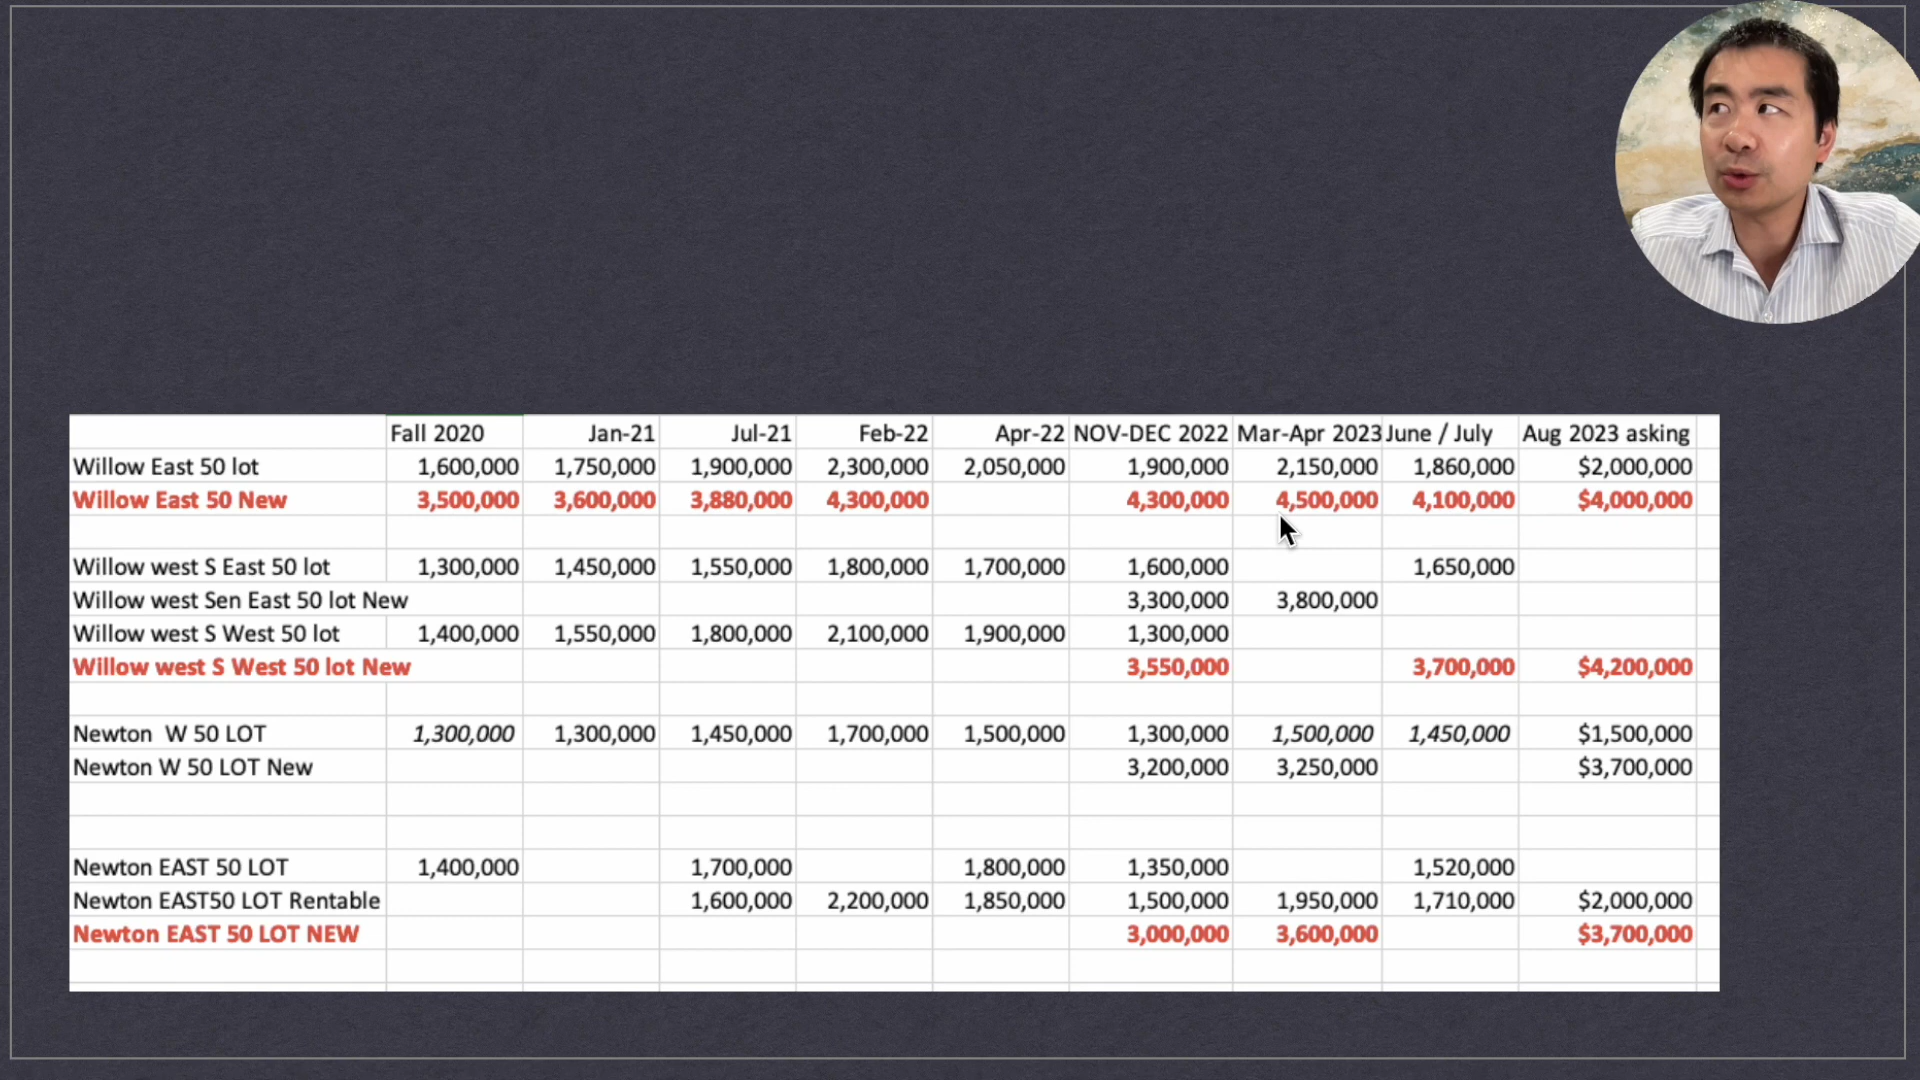 Fall 2020 Jan-21 Jul-21 Feb-22 Apr-22 NOV-DEC 2022 Mar-Apr 2023 June / July Aug 2023 asking
Willow East 50 lot 1,600,000 1,750,000 1,900,000 2,300,000 2,050,000 1,900,000 2,150,000 1,860,000 $2,000,000
Willow East 50 New 3,500,000 3,600,000 3,880,000 4,300,000 4,300,000 4,500,000 4,100,000 $4,000,000
Willow west S East 50 lot 1,300,000 1,450,000 1,550,000 1,800,000 1,700,000 1,600,000 1,650,000
Willow west Sen East 50 lot New 3,300,000 3,800,000
Willow west S West 50 lot 1,400,000 1,550,000 1,800,000 2,100,000 1,900,000 1,300,000
Willow west S West 50 lot New 3,550,000 3,700,000 $4,200,000
Newton  W 50 LOT 1,300,000 1,300,000 1,450,000 1,700,000 1,500,000 1,300,000 1,500,000 1,450,000 $1,500,000
Newton W 50 LOT New 3,200,000 3,250,000 $3,700,000
Newton EAST 50 LOT 1,400,000 1,700,000 1,800,000 1,350,000 1,520,000
Newton EAST50 LOT Rentable 1,600,000 2,200,000 1,850,000 1,500,000 1,950,000 1,710,000 $2,000,000
Newton EAST 50 LOT NEW 3,000,000 3,600,000 $3,700,000